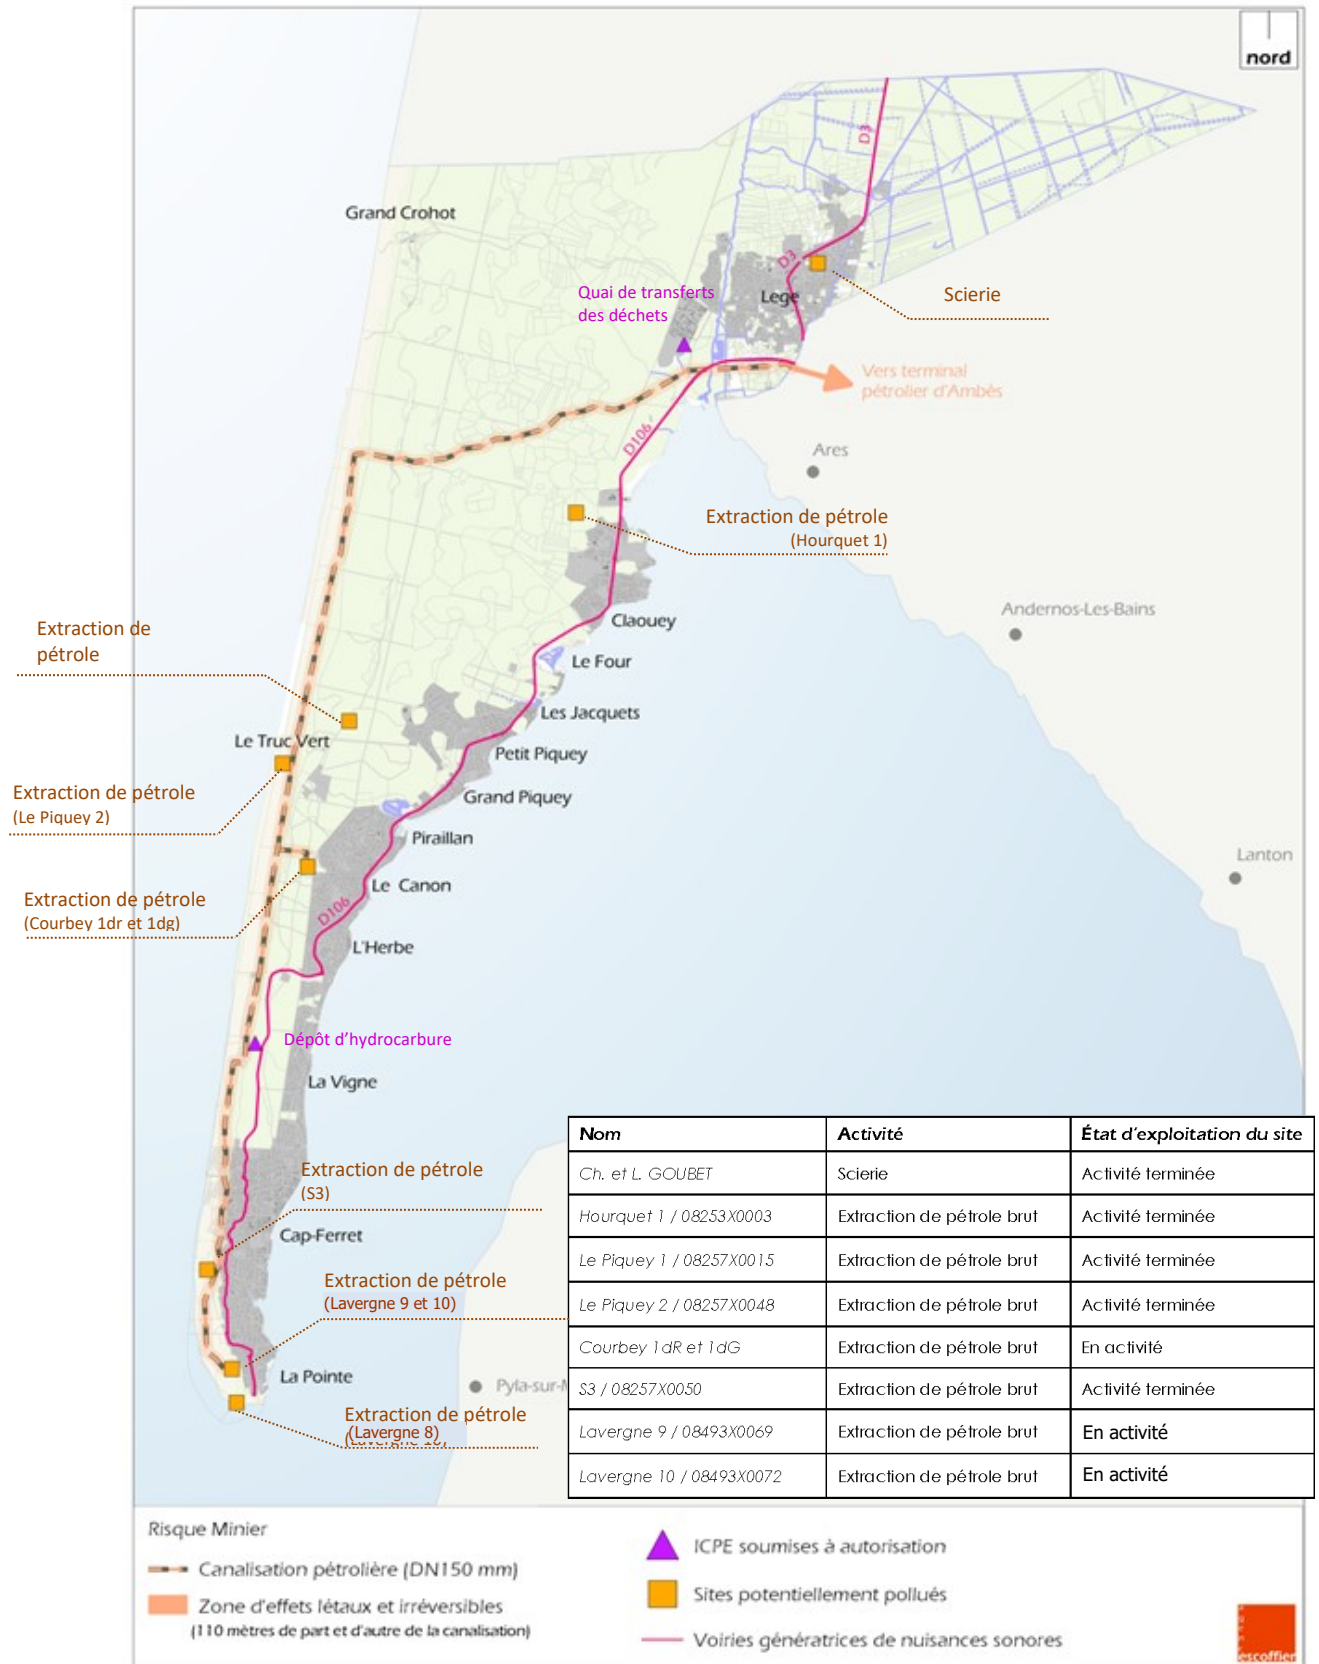 nord
D3
Grand Crohot
D3
Quai de transferts
des déchets
Lege
Scierie
Vers terminal
pétrolier d'Ambès
D106
Ares
Extraction de pétrole
(Hourquet 1)
Andernos-Les-Bains
Claouey
Extraction de
pétrole
Le Four
Les Jacquets
Le Truc Vert
Petit Piquey
Extraction de pétrole
(Le Piquey 2)
Grand Piquey
Piraillan
Lanton
Le Canon
Extraction de pétrole
(Courbey 1dr et 1dg)
D106
L'Herbe
Dépôt d'hydrocarbure
La Vigne
Extraction de pétrole
(S3)
Cap-Ferret
Extraction de pétrole
(Lavergne 9 et 10)
La Pointe
Pyla-sur-
Extraction de pétrole
(Lavergne 8)
Nom Activité État d'exploitation du site
Ch. et L. GOUBET Scierie Activité terminée
Hourquet 1 / 08253X0003 Extraction de pétrole brut Activité terminée
Le Piquey 1 / 08257X0015 Extraction de pétrole brut Activité terminée
Le Piquey 2 / 08257X0048 Extraction de pétrole brut Activité terminée
Courbey 1dR et 1dG Extraction de pétrole brut En activité
S3 / 08257X0050 Extraction de pétrole brut Activité terminée
Lavergne 9 / 08493X0069 Extraction de pétrole brut En activité
Lavergne 10 / 08493X0072 Extraction de pétrole brut En activité
Risque Minier
Canalisation pétrolière (DN150 mm)
Zone d'effets létaux et irréversibles
(110 mètres de part et d'autre de la canalisation)
ICPE soumises à autorisation
Sites potentiellement pollués
Voiries génératrices de nuisances sonores
escoffier